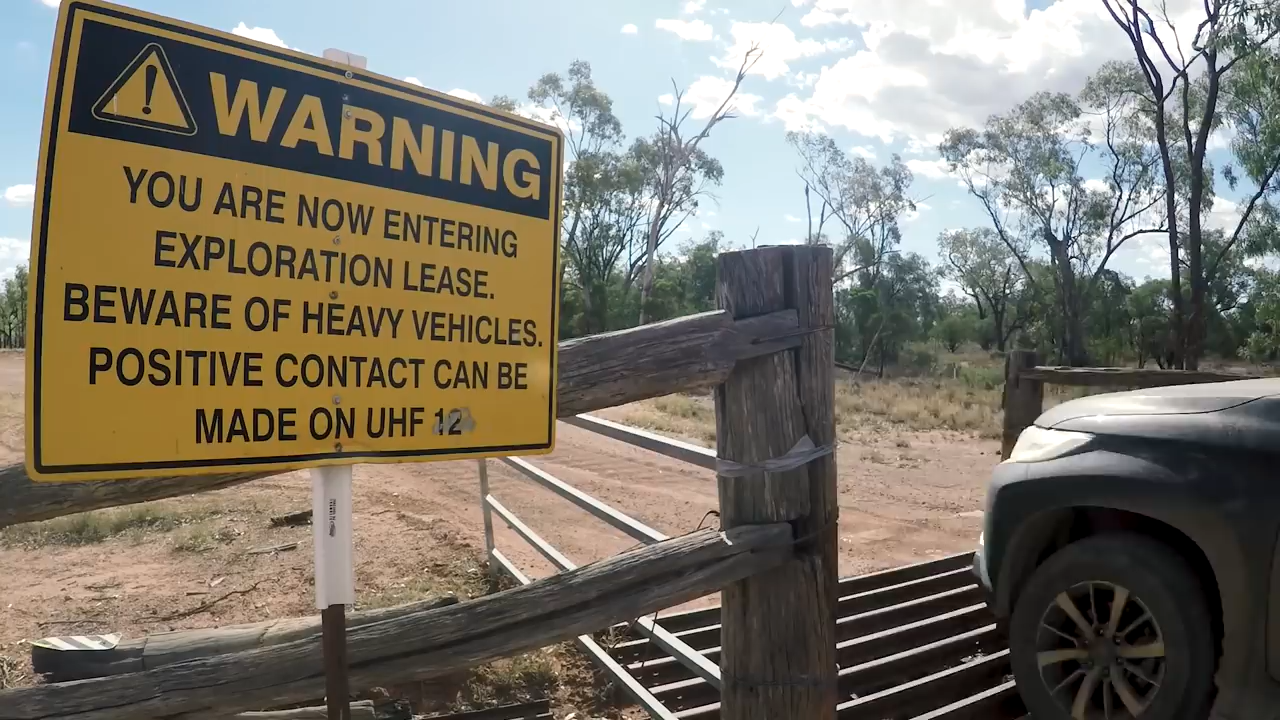 WARNING
YOU ARE NOW ENTERING
EXPLORATION LEASE.
BEWARE OF HEAVY VEHICLES.
POSITIVE CONTACT CAN BE
MADE ON UHF 12